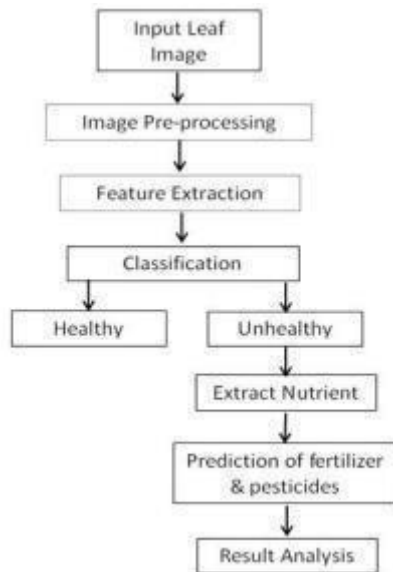 Input Leaf
Image
Image Pre-processing
Feature Extraction
Classification
Healthy
Unhealthy
Extract Nutrient
Prediction of fertilizer
& pesticides
Result Analysis